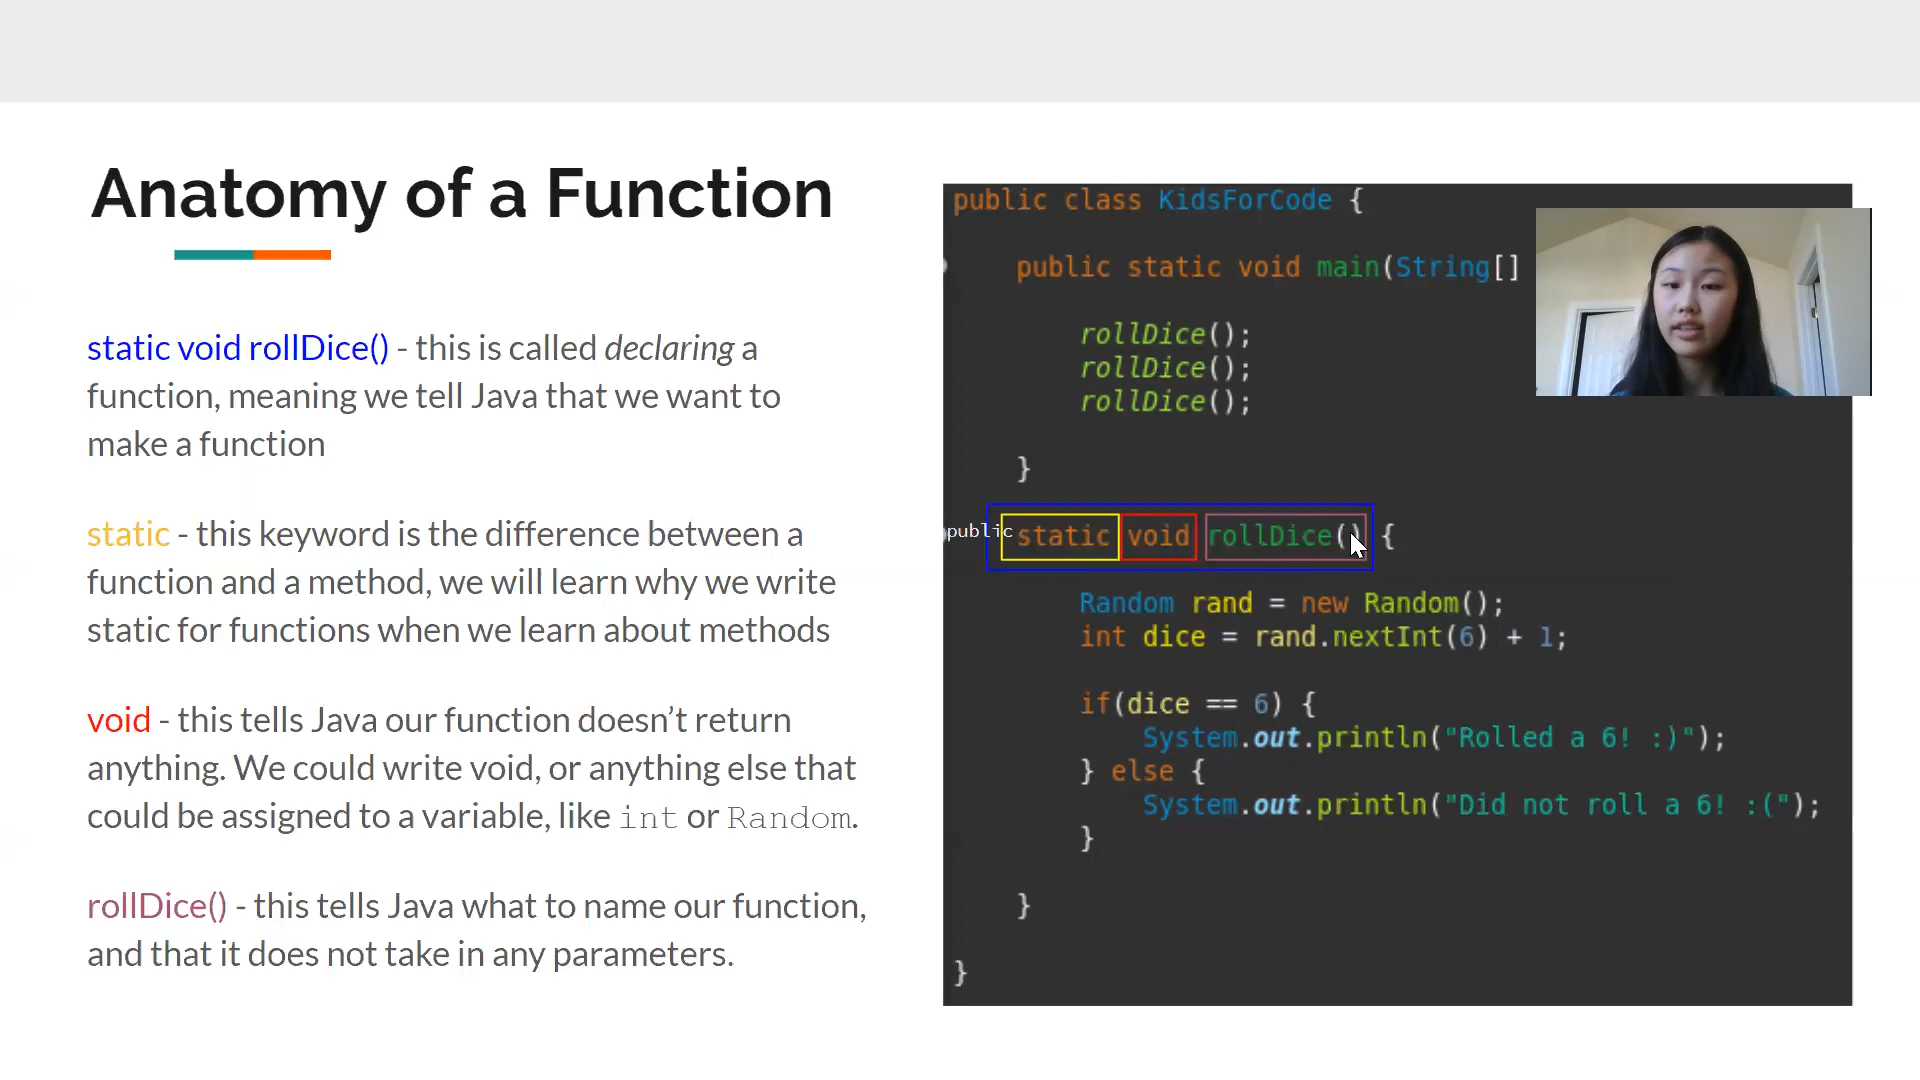 Anatomy of a Function
static void rollDice() - this is called declaring a
function, meaning we tell Java that we want to
make a function
static - this keyword is the difference between a
function and a method, we will learn why we write
static for functions when we learn about methods
void - this tells Java our function doesn't return
anything. We could write void, or anything else that
could be assigned to a variable, like int or Random.
rollDice() - this tells Java what to name our function,
and that it does not take in any parameters.
public class KidsForCode {
public static void main(String[]
rollDice();
rollDice();
rollDice();
}
public static void rollDice() {
Random rand = new Random();
int dice = rand.nextInt(6) + 1;
if(dice == 6) {
System.out.println("Rolled a 6! :)");
} else {
System.out.println("Did not roll a 6! :(");
}
}
}